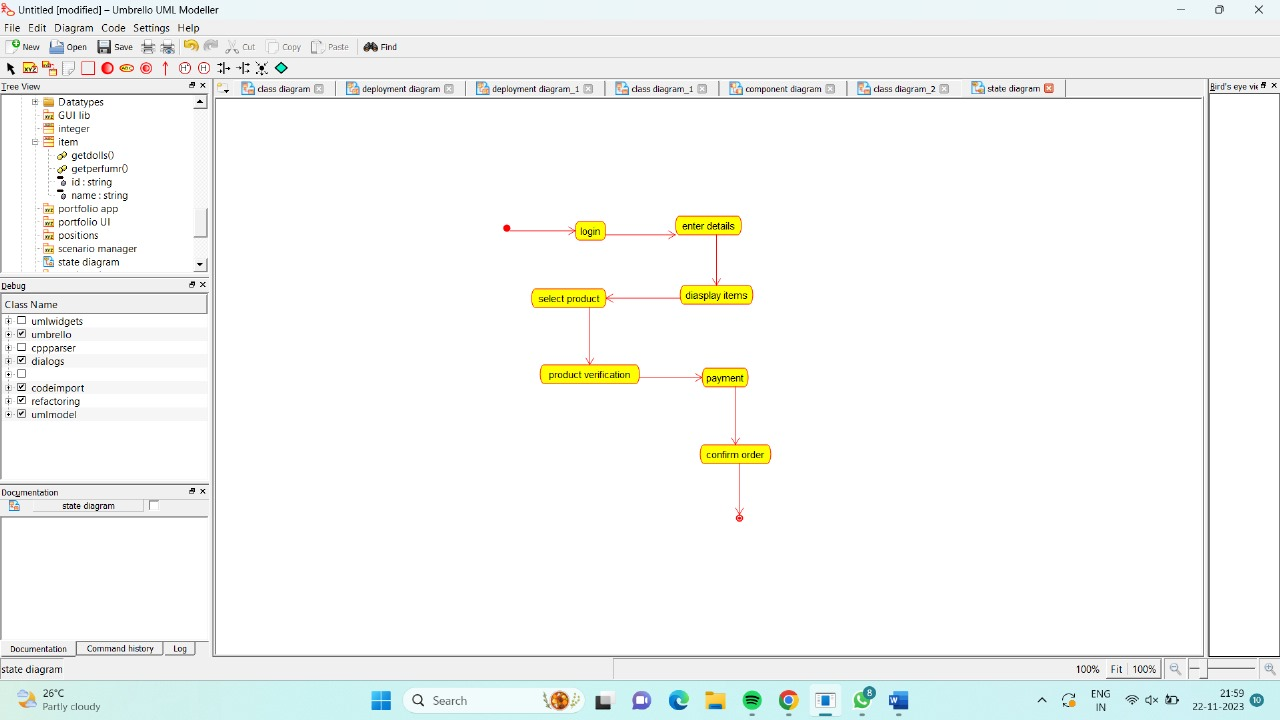 Untitled [modified] – Umbrello UML Modeller
File Edit Diagram Code Settings Help
New Open Save Cut Copy Paste Find
Tree View
class diagram deployment diagram deployment diagram_1 class diagram_1 component diagram class diagram_2 state diagram
Bird's eye vie
Datatypes
GUI lib
integer
item
getdolls()
getperfumr()
id : string
name : string
portfolio app
portfolio UI
positions
scenario manager
state diagram
Debug
Class Name
umlwidgets
umbrello
cppparser
dialogs
codeimport
refactoring
umlmodel
Documentation
state diagram
Documentation Command history Log
login
enter details
diasplay items
select product
product verification
payment
confirm order
state diagram
100% Fit 100%
26°C
Partly cloudy
Search
8
ENG
IN
21:59
22-11-2023
10